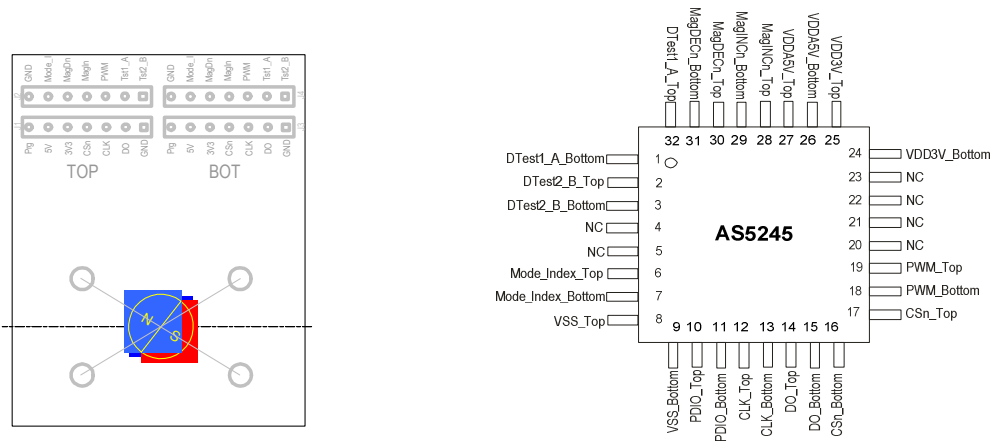 GND Mode_I MagDn MagIn PWM Tst1_A Tst2_B
GND Mode_I MagDn MagIn PWM Tst1_A Tst2_B
J4
J1
J3
Prg 5V 3V3 CSn CLK DO GND
Prg 5V 3V3 CSn CLK DO GND
TOP
BOT
N
S
DTest1_A_Top
MagDECn_Bottom
MagDECn_Top
MagINCn_Bottom
MagINCn_Top
VDDA5V_Top
VDDA5V_Bottom
VDD3V_Top
32 31 30 29 28 27 26 25
DTest1_A_Bottom 1
DTest2_B_Top 2
DTest2_B_Bottom 3
NC 4
NC 5
Mode_Index_Top 6
Mode_Index_Bottom 7
VSS_Top 8
AS5245
24 VDD3V_Bottom
23 NC
22 NC
21 NC
20 NC
19 PWM_Top
18 PWM_Bottom
17 CSn_Top
9 10 11 12 13 14 15 16
VSS_Bottom
PDIO_Top
PDIO_Bottom
CLK_Top
CLK_Bottom
DO_Top
DO_Bottom
CSn_Bottom